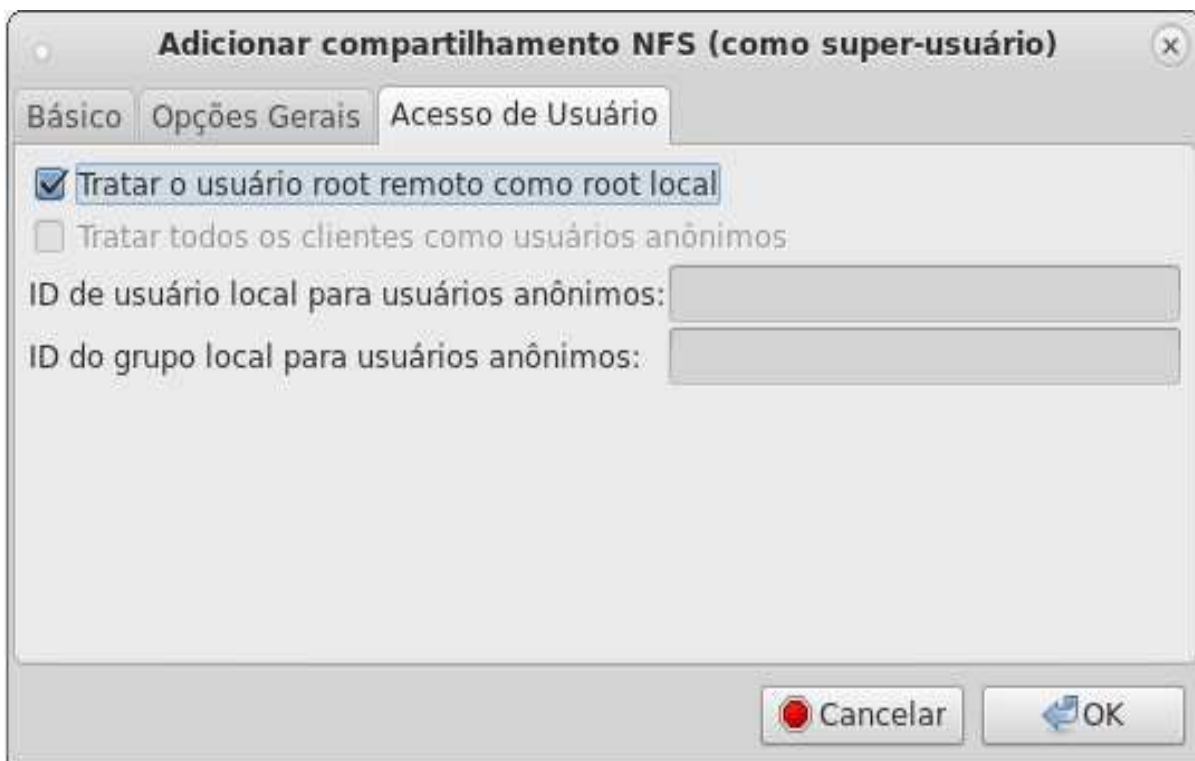 Adicionar compartilhamento NFS (como super-usuário)
Básico Opções Gerais Acesso de Usuário
Tratar o usuário root remoto como root local
Tratar todos os clientes como usuários anônimos
ID de usuário local para usuários anônimos:
ID do grupo local para usuários anônimos:
Cancelar OK